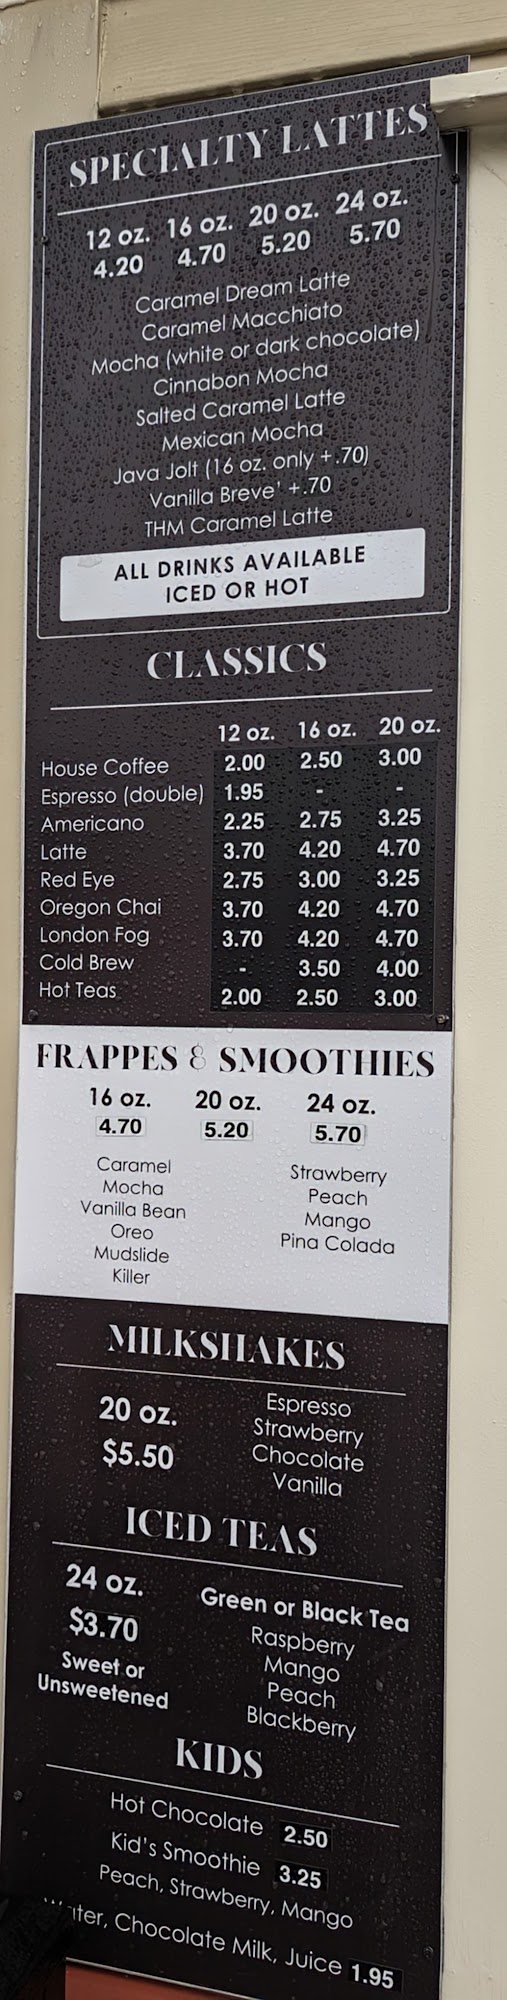 SPECIALTY LATTES
12 oz. 16 oz. 20 oz. 24 oz.
4.20 4.70 5.20 5.70
Caramel Dream Latte
Caramel Macchiato
Mocha (white or dark chocolate)
Cinnabon Mocha
Salted Caramel Latte
Mexican Mocha
Java Jolt (16 oz. only +.70)
Vanilla Breve' +.70
THM Caramel Latte
ALL DRINKS AVAILABLE
ICED OR HOT
CLASSICS
12 oz. 16 oz. 20 oz.
House Coffee 2.00 2.50 3.00
Espresso (double) 1.95 - -
Americano 2.25 2.75 3.25
Latte 3.70 4.20 4.70
Red Eye 2.75 3.00 3.25
Oregon Chai 3.70 4.20 4.70
London Fog 3.70 4.20 4.70
Cold Brew - 3.50 4.00
Hot Teas 2.00 2.50 3.00
FRAPPES & SMOOTHIES
16 oz. 20 oz. 24 oz.
4.70 5.20 5.70
Caramel
Mocha
Vanilla Bean
Oreo
Mudslide
Killer
Strawberry
Peach
Mango
Pina Colada
MILKSHAKES
20 oz.
$5.50
Espresso
Strawberry
Chocolate
Vanilla
ICED TEAS
24 oz.
$3.70
Sweet or
Unsweetened
Green or Black Tea
Raspberry
Mango
Peach
Blackberry
KIDS
Hot Chocolate 2.50
Kid's Smoothie 3.25
Peach, Strawberry, Mango
Water, Chocolate Milk, Juice 1.95